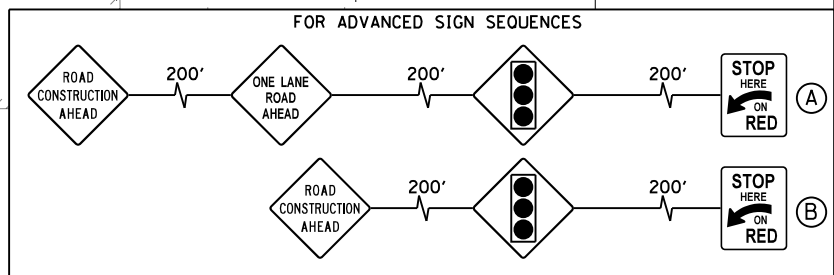 FOR ADVANCED SIGN SEQUENCES
ROAD
CONSTRUCTION
AHEAD
200'
ONE LANE
ROAD
AHEAD
200'
200'
STOP
HERE
ON
RED
A
ROAD
CONSTRUCTION
AHEAD
200'
200'
STOP
HERE
ON
RED
B